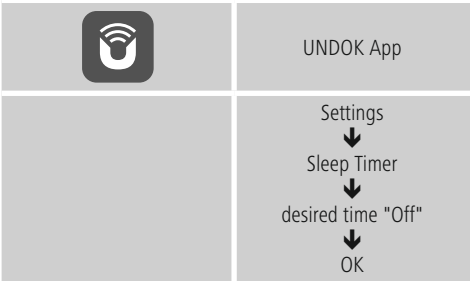 UNDOK App
Settings
Sleep Timer
desired time "Off"
OK